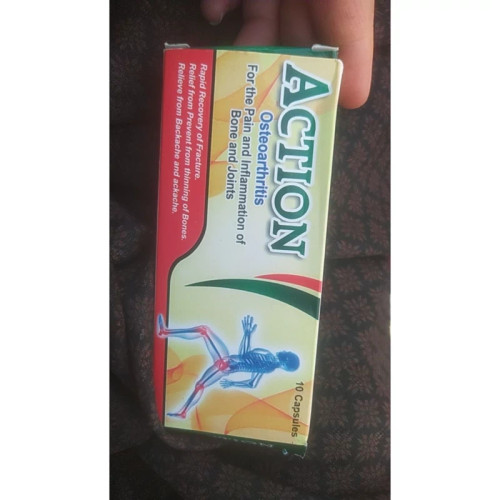 ACTION
Osteoarthritis
For the Pain and Inflammation of
Bone and Joints
Rapid Recovery of Fracture.
Relief from Prevent from thinning of Bones.
Relieve from Backache and ackache.
10 Capsules